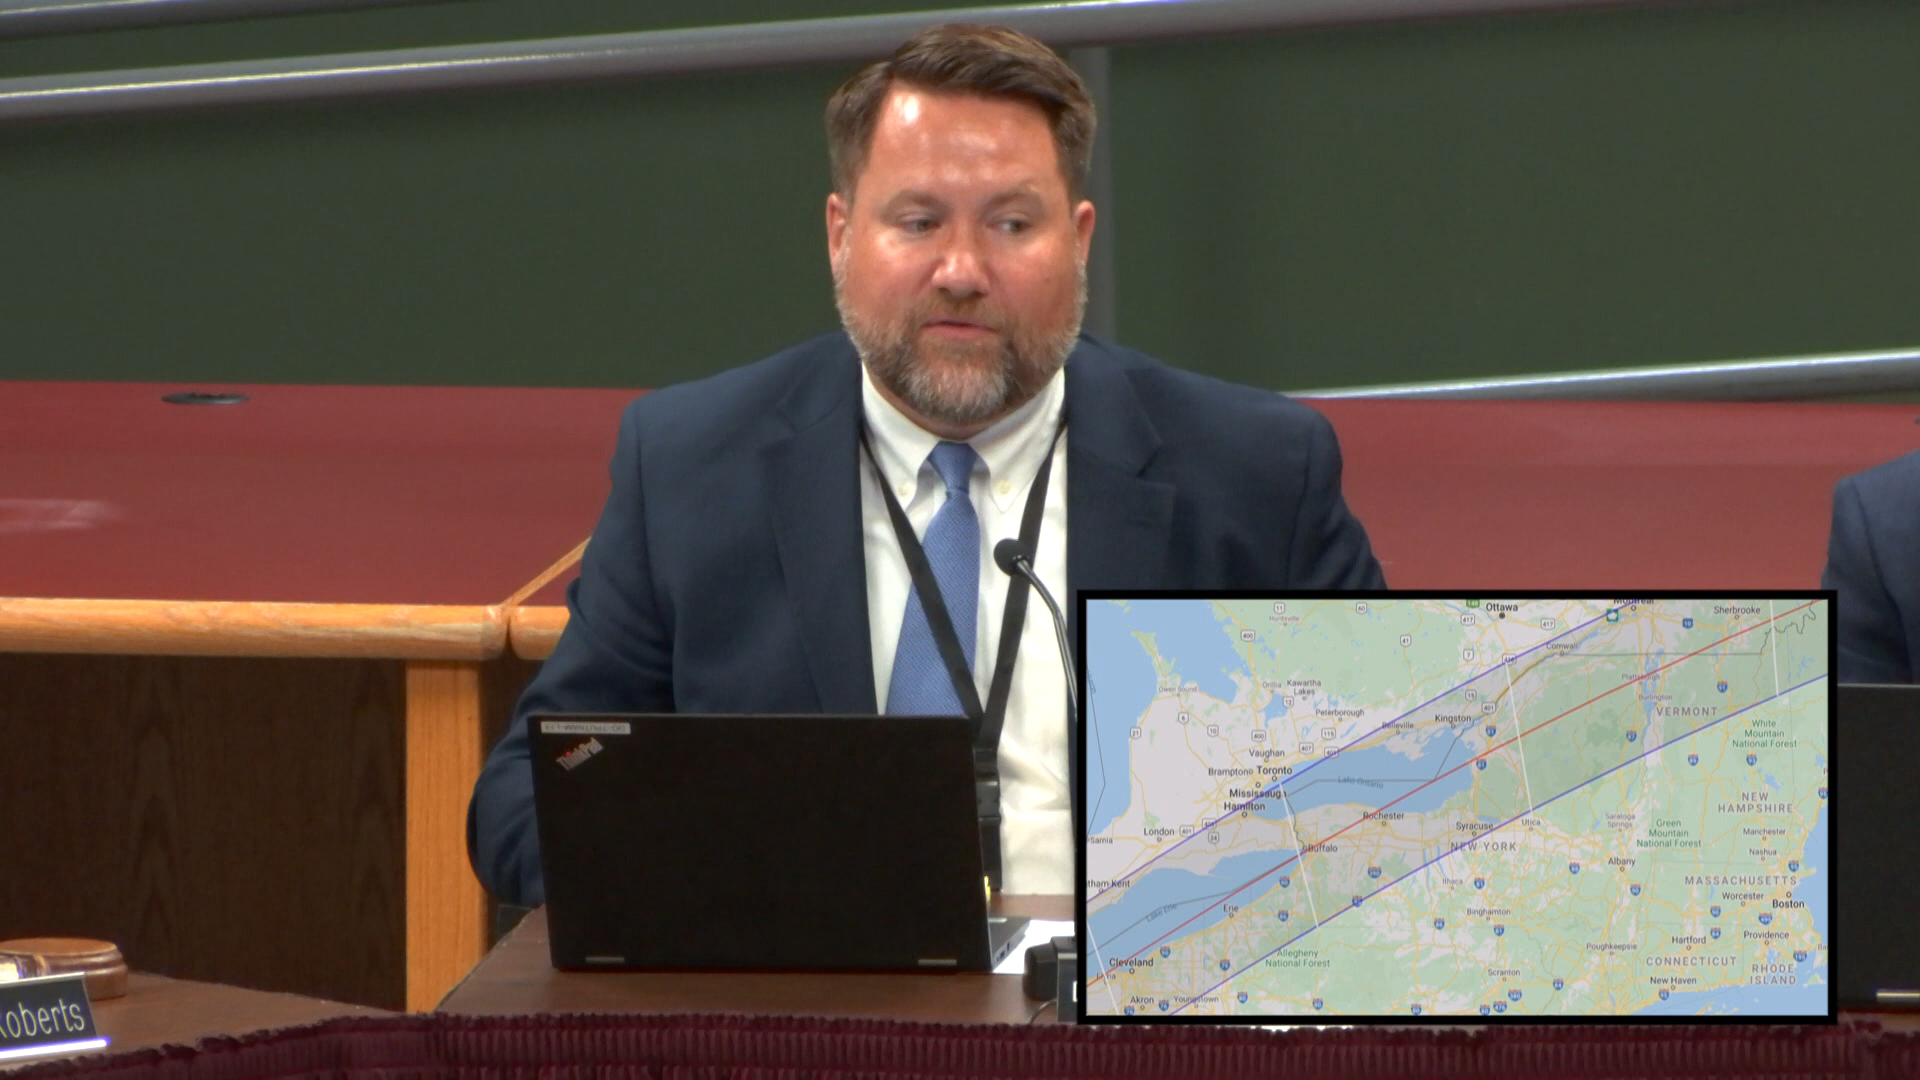 ThinkPad
Roberts
Ottawa
Montreal
Sherbrooke
Huntsville
Cornwall
Owen Sound
Orillia
Kawartha
Lakes
Plattsburgh
Burlington
VERMONT
Peterborough
Belleville
Kingston
White
Mountain
National Forest
Vaughan
Brampton
Toronto
Lake Ontario
Mississauga
Hamilton
NEW
HAMPSHIRE
Rochester
London
Sarnia
Syracuse
Utica
Saratoga
Springs
Green
Mountain
National Forest
Manchester
Buffalo
NEW YORK
Nashua
Albany
MASSACHUSETTS
tham-Kent
Ithaca
Worcester
Boston
Lake Erie
Erie
Binghamton
Poughkeepsie
Hartford
Providence
Allegheny
National Forest
Cleveland
CONNECTICUT
RHODE
ISLAND
Scranton
New Haven
Akron
Youngstown